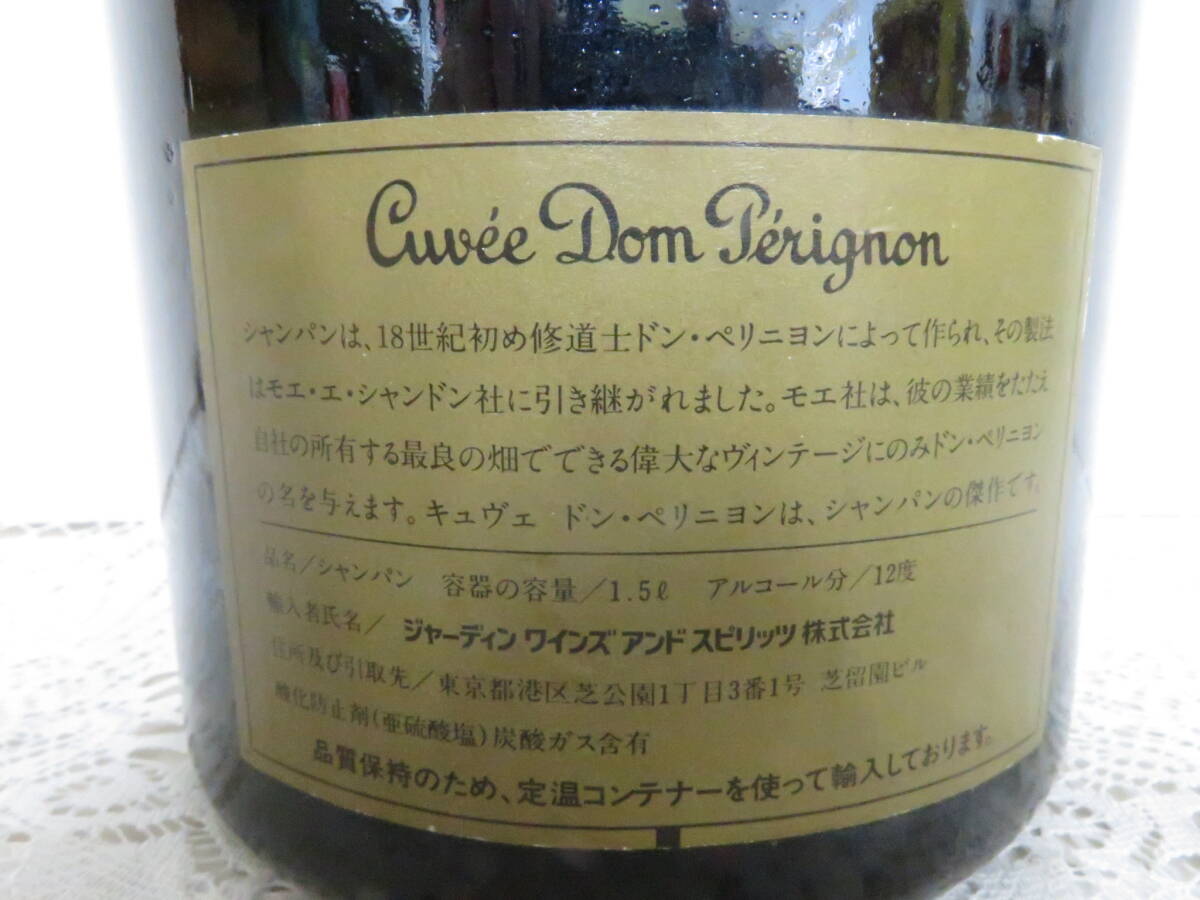 Cuvée Dom Pérignon
シャンパンは、18世紀初め修道士ドン・ペリニヨンによって作られ、その製法
はモエ・エ・シャンドン社に引き継がれました。モエ社は、彼の業績をたたえ
自社の所有する最良の畑でできる偉大なヴィンテージにのみドン・ペリニヨン
の名を与えます。キュヴェ ドン・ペリニヨンは、シャンパンの傑作です。
品名/シャンパン 容器の容量/1.5ℓ アルコール分/12度
輸入者氏名/ ジャーディン ワインズ アンド スピリッツ 株式会社
住所及び引取先/東京都港区芝公園1丁目3番1号 芝留園ビル
酸化防止剤(亜硫酸塩)炭酸ガス含有
品質保持のため、定温コンテナーを使って輸入しております。